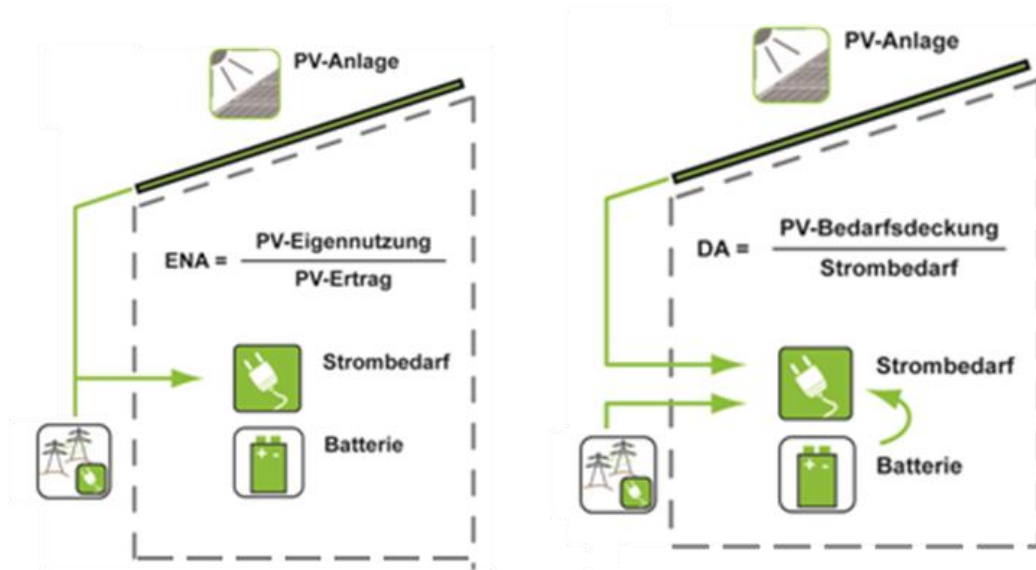 PV-Anlage
ENA = PV-Eigennutzung
PV-Ertrag
Strombedarf
Batterie
PV-Anlage
DA = PV-Bedarfsdeckung
Strombedarf
Strombedarf
Batterie